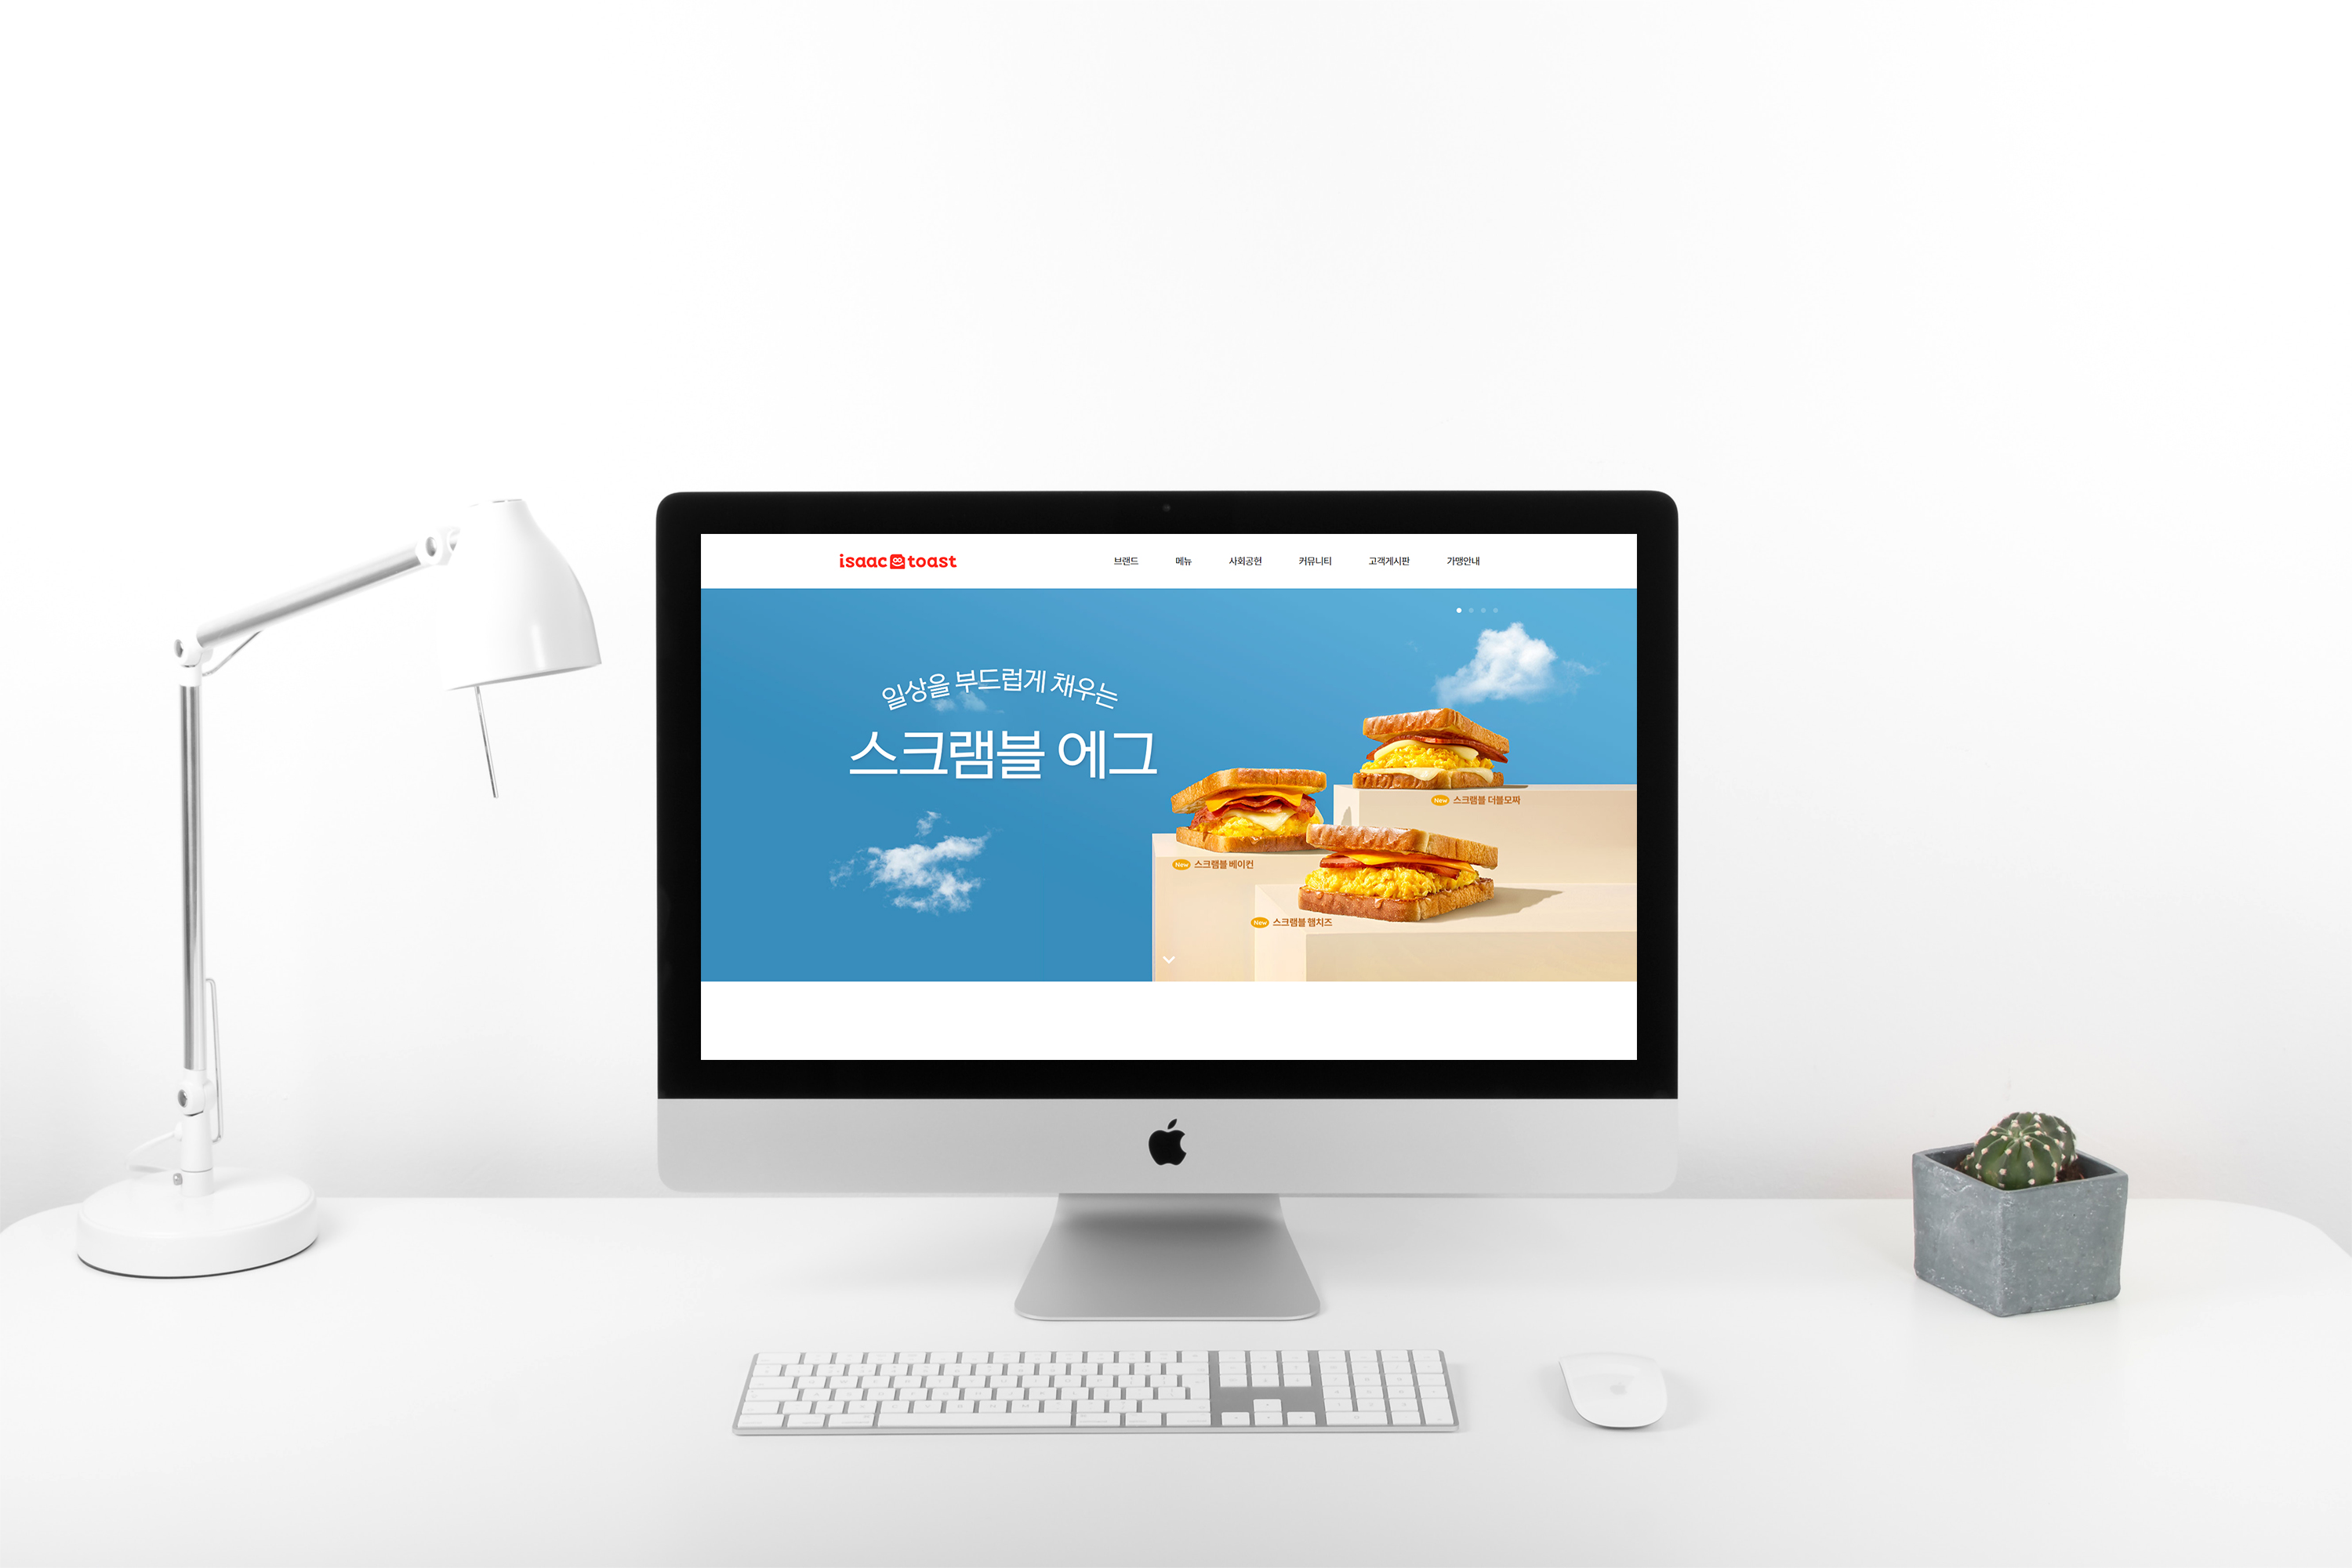 isaac toast
브랜드 메뉴 사회공헌 커뮤니티 고객게시판 가맹안내
일상을 부드럽게 채우는
스크램블 에그
New 스크램블 더블모짜
New 스크램블 베이컨
New 스크램블 햄치즈